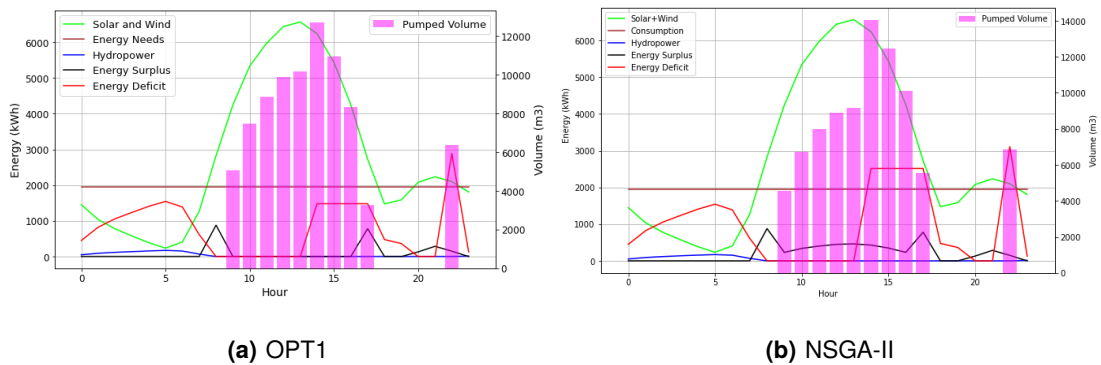 Solar and Wind
Energy Needs
Hydropower
Energy Surplus
Energy Deficit
Pumped Volume
Energy (kWh)
6000
5000
4000
3000
2000
1000
0
12000
10000
8000
6000
4000
2000
0
Volume (m3)
0 5 10 15 20
Hour
(a) OPT1
Solar+Wind
Consumption
Hydropower
Energy Surplus
Energy Deficit
Pumped Volume
Energy (kWh)
6000
5000
4000
3000
2000
1000
0
14000
12000
10000
8000
6000
4000
2000
0
Volume (m3)
0 5 10 15 20
Hour
(b) NSGA-II